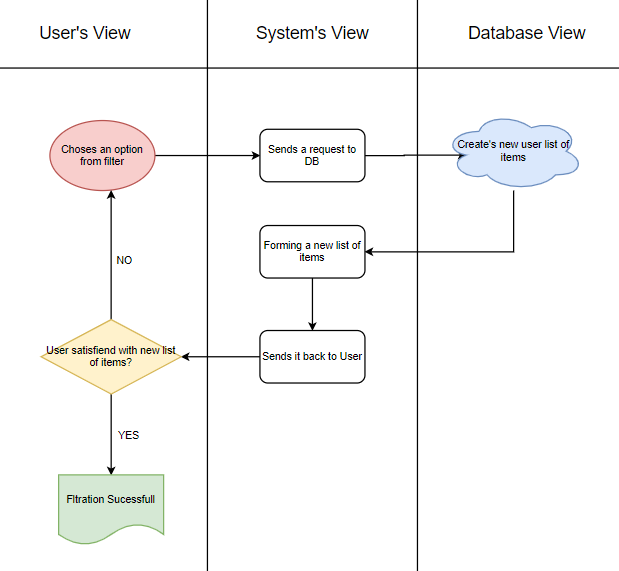 User's View
System's View
Database View
Choses an option
from filter
Sends a request to
DB
Create's new user list of
items
Forming a new list of
items
NO
User satisfiend with new list
of items?
Sends it back to User
YES
Fltration Sucessfull